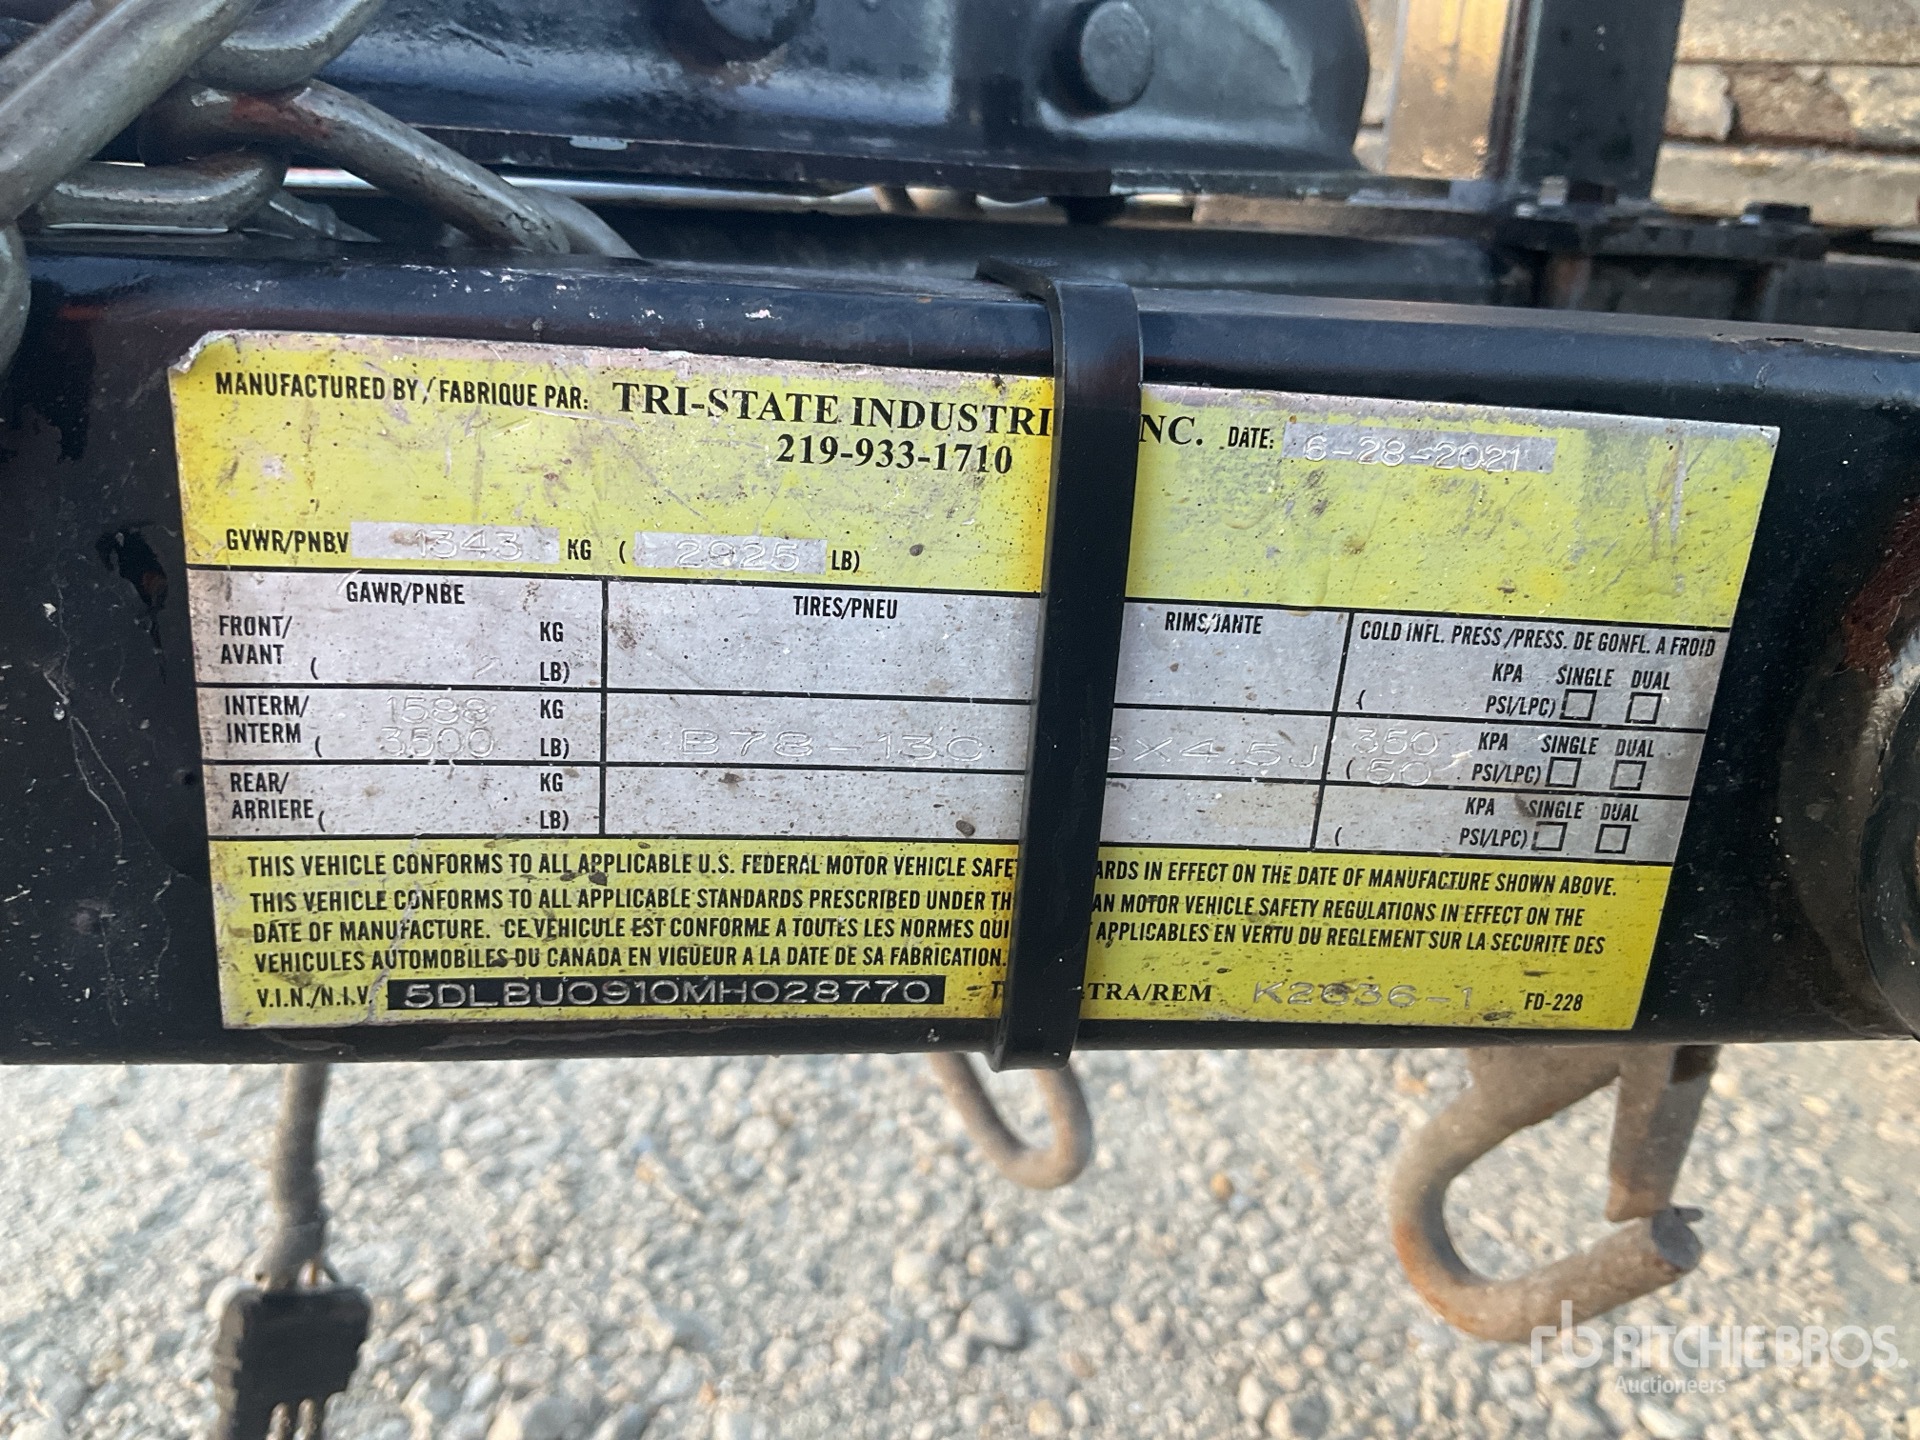 MANUFACTURED BY / FABRIQUE PAR: TRI-STATE INDUSTRI NC. DATE: 6-28-2021
219-933-1710
GVWR/PNBV 1343 KG ( 2925 LB)
GAWR/PNBE TIRES/PNEU RIMS/JANTE COLD INFL. PRESS./PRESS. DE GONFL. A FROID
FRONT/ KG KPA SINGLE DUAL
AVANT ( LB) ( PSI/LPC)
INTERM/ 1588 KG B78-13C X4.5J 350 KPA SINGLE DUAL
INTERM ( 3500 LB) ( 50 PSI/LPC)
REAR/ KG KPA SINGLE DUAL
ARRIERE ( LB) ( PSI/LPC)
THIS VEHICLE CONFORMS TO ALL APPLICABLE U.S. FEDERAL MOTOR VEHICLE SAFE ARDS IN EFFECT ON THE DATE OF MANUFACTURE SHOWN ABOVE.
THIS VEHICLE CONFORMS TO ALL APPLICABLE STANDARDS PRESCRIBED UNDER TH AN MOTOR VEHICLE SAFETY REGULATIONS IN EFFECT ON THE
DATE OF MANUFACTURE. CE VEHICULE EST CONFORME A TOUTES LES NORMES QUI APPLICABLES EN VERTU DU REGLEMENT SUR LA SECURITE DES
VEHICULES AUTOMOBILES DU CANADA EN VIGUEUR A LA DATE DE SA FABRICATION.
V.I.N./N.I.V. 5DLBU0910MH028770 TRA/REM K2636-1 FD-228
rb RITCHIE BROS.
Auctioneers